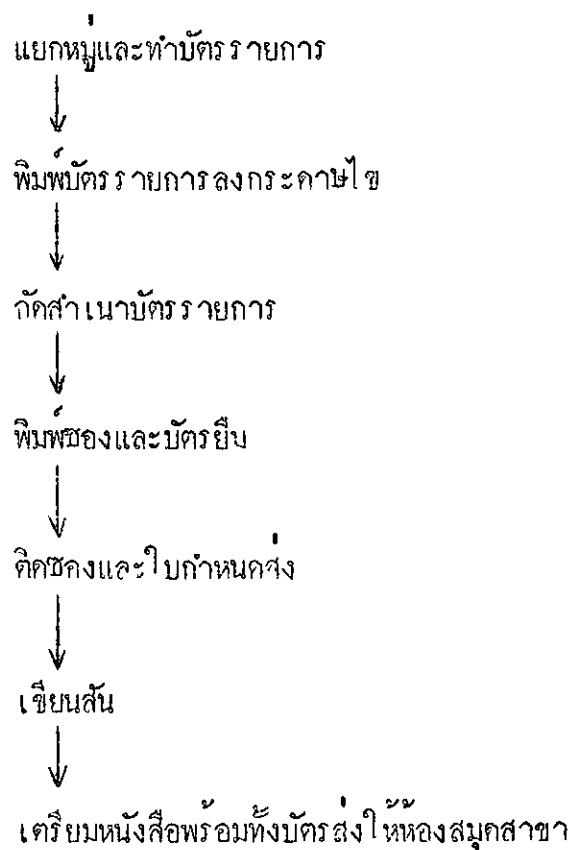 แยกหมู่และทำบัตรรายการ
พิมพ์บัตรรายการลงกระดาษไข
กัดสำเนาบัตรรายการ
พิมพ์ซองและบัตรยืม
ติดซองและใบกำหนดส่ง
เขียนสัน
เตรียมหนังสือพร้อมทั้งบัตรส่งให้ห้องสมุดสาขา